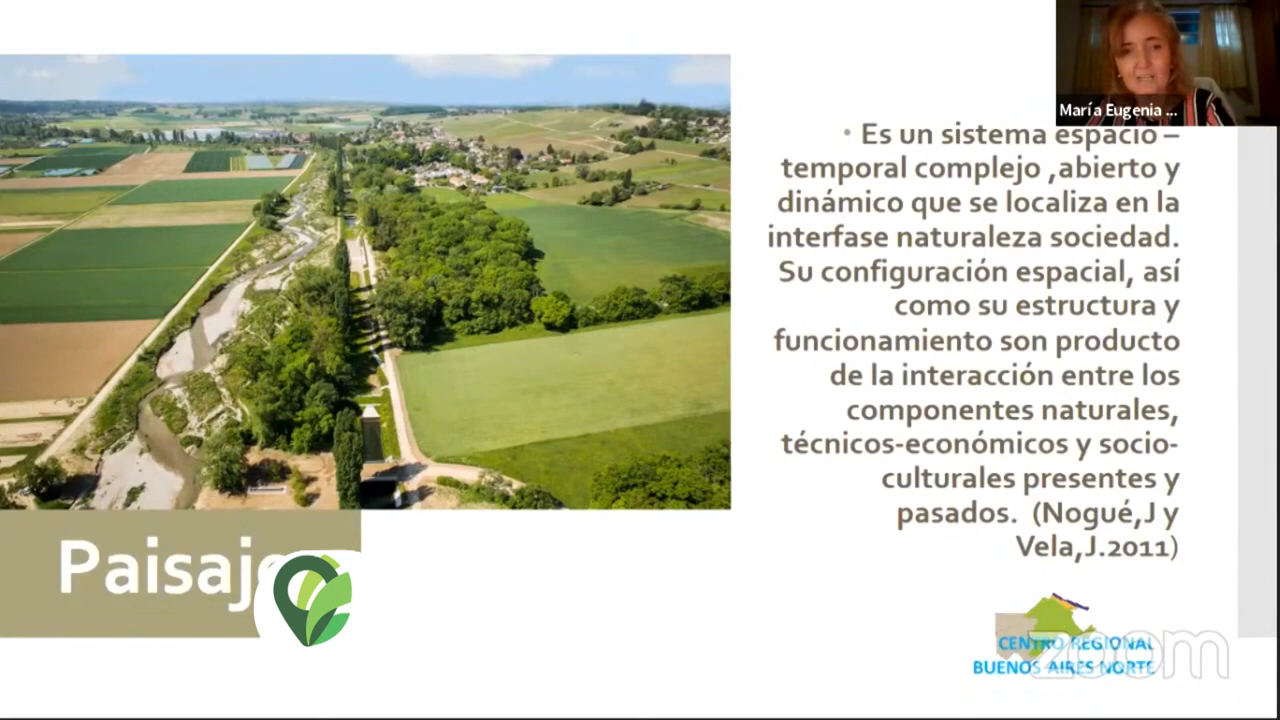 María Eugenia ...
• Es un sistema espacio –
temporal complejo ,abierto y
dinámico que se localiza en la
interfase naturaleza sociedad.
Su configuración espacial, así
como su estructura y
funcionamiento son producto
de la interacción entre los
componentes naturales,
técnicos-económicos y socio-
culturales presentes y
pasados. (Nogué,J y
Vela,J.2011)
Paisaje
CENTRO REGIONAL
BUENOS AIRES NORTE
zoom